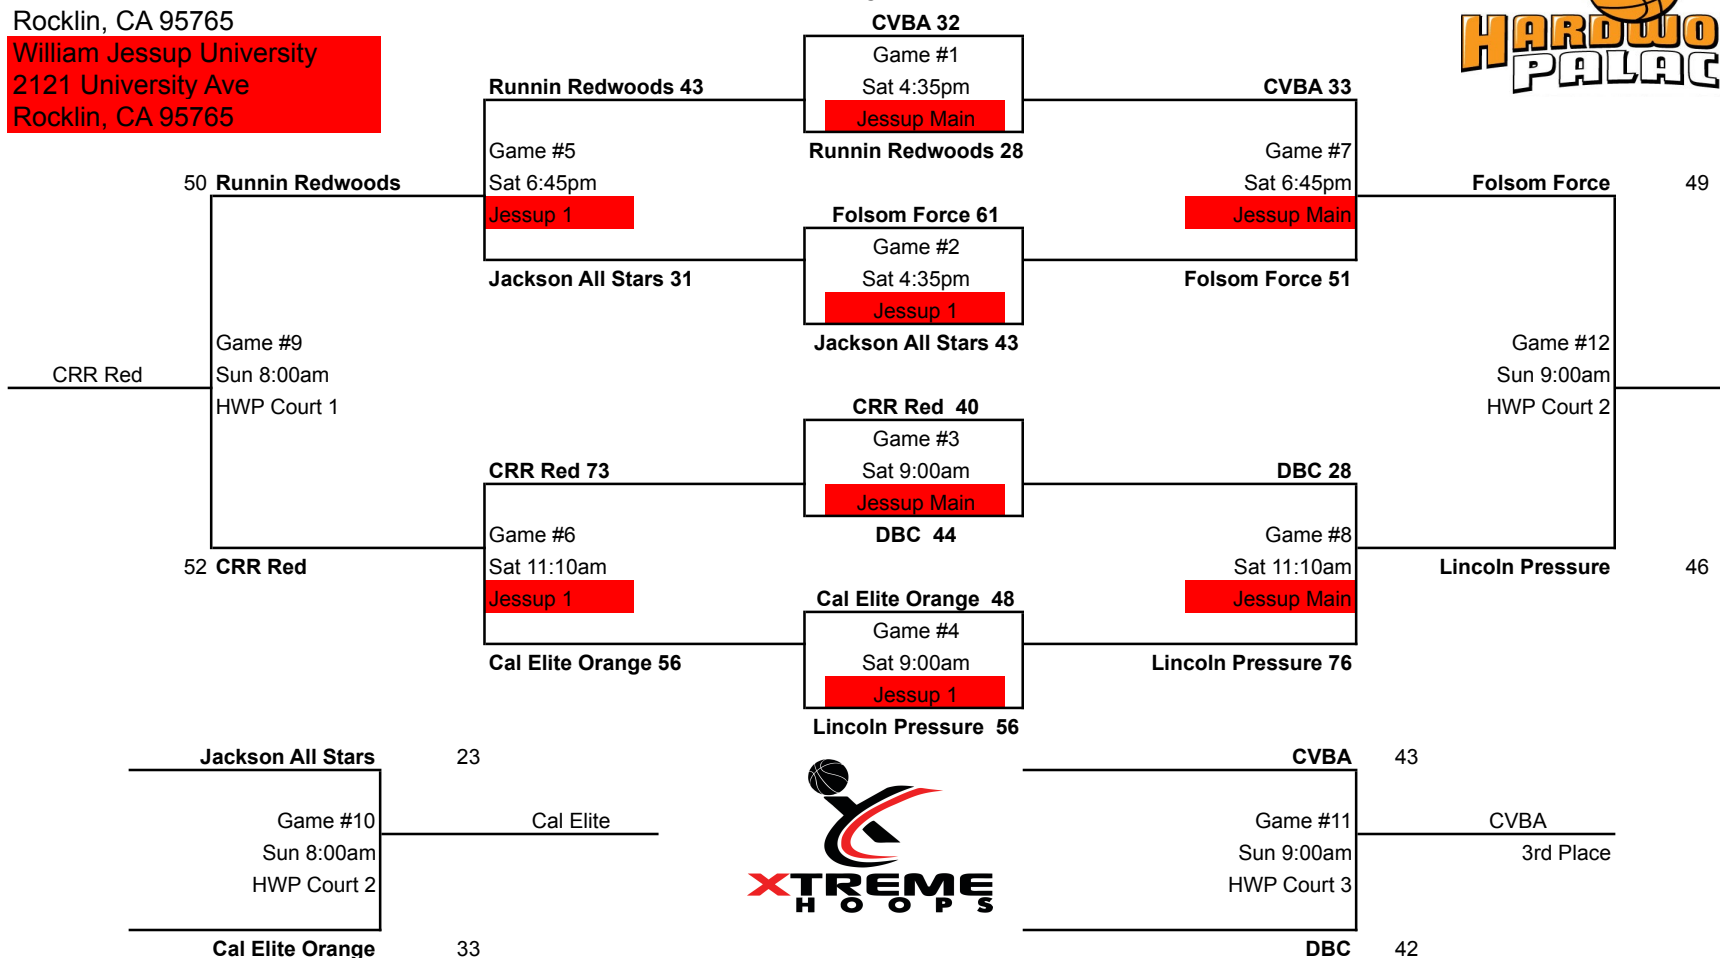 Rocklin, CA 95765
William Jessup University
2121 University Ave
Rocklin, CA 95765
CVBA 32
Game #1
Sat 4:35pm
Jessup Main
Runnin Redwoods 28
Runnin Redwoods 43
CVBA 33
Game #5
Sat 6:45pm
Jessup 1
Game #7
Sat 6:45pm
Jessup Main
50 Runnin Redwoods
Folsom Force 49
Folsom Force 61
Game #2
Sat 4:35pm
Jessup 1
Jackson All Stars 43
Jackson All Stars 31
Folsom Force 51
Game #9
Sun 8:00am
HWP Court 1
CRR Red
Game #12
Sun 9:00am
HWP Court 2
CRR Red 40
Game #3
Sat 9:00am
Jessup Main
DBC 44
CRR Red 73
DBC 28
Game #6
Sat 11:10am
Jessup 1
Game #8
Sat 11:10am
Jessup Main
52 CRR Red
Lincoln Pressure 46
Cal Elite Orange 48
Game #4
Sat 9:00am
Jessup 1
Lincoln Pressure 56
Cal Elite Orange 56
Lincoln Pressure 76
Jackson All Stars 23
Game #10
Sun 8:00am
HWP Court 2
Cal Elite
Cal Elite Orange 33
XTREME
HOOPS
CVBA 43
Game #11
Sun 9:00am
HWP Court 3
CVBA
3rd Place
DBC 42